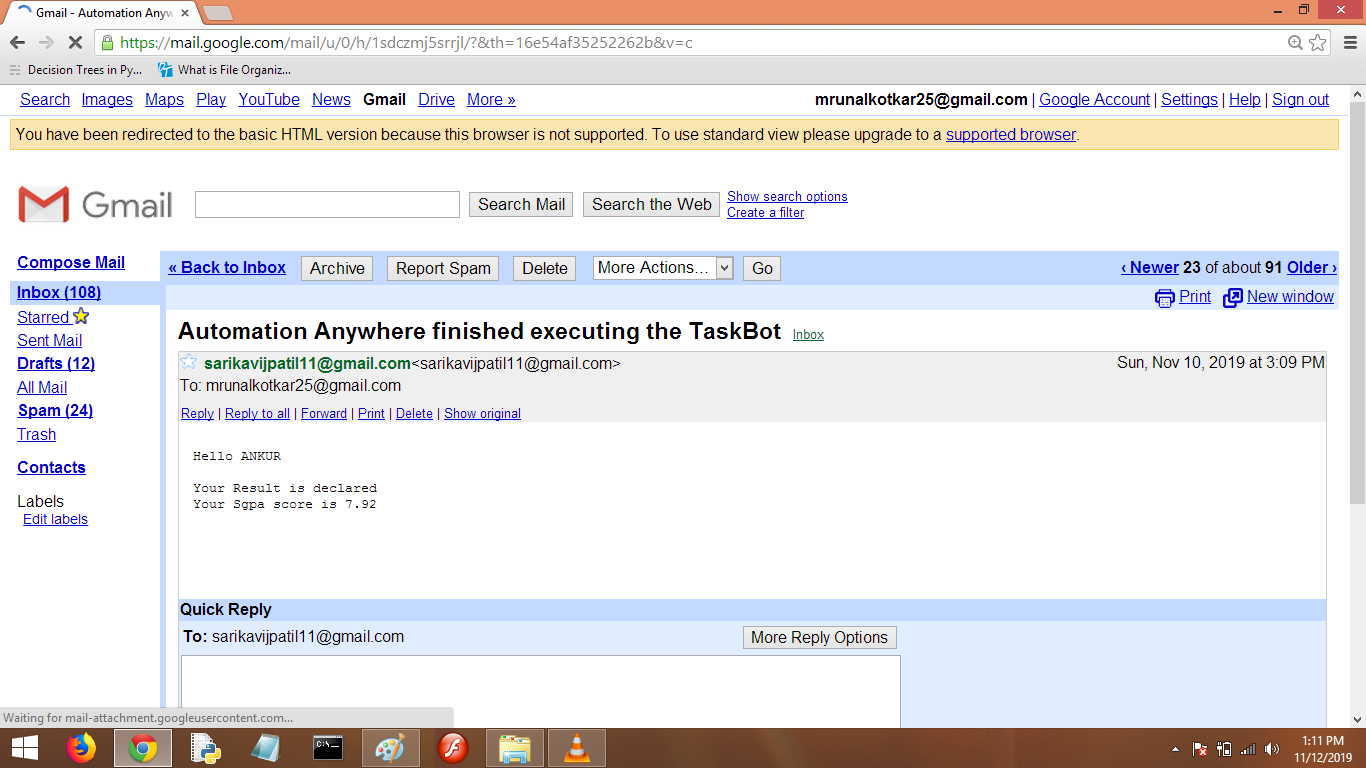 Gmail - Automation Anyw
https://mail.google.com/mail/u/0/h/1sdczmj5srrjl/?&th=16e54af35252262b&v=c
Decision Trees in Py... What is File Organiz...
Search Images Maps Play YouTube News Gmail Drive More » mrunalkotkar25@gmail.com | Google Account | Settings | Help | Sign out
You have been redirected to the basic HTML version because this browser is not supported. To use standard view please upgrade to a supported browser.
Gmail Search Mail Search the Web Show search options
Create a filter
Compose Mail
Inbox (108)
Starred
Sent Mail
Drafts (12)
All Mail
Spam (24)
Trash
Contacts
Labels
Edit labels
« Back to Inbox Archive Report Spam Delete More Actions... Go ‹ Newer 23 of about 91 Older ›
Print New window
Automation Anywhere finished executing the TaskBot Inbox
sarikavijpatil11@gmail.com<sarikavijpatil11@gmail.com> Sun, Nov 10, 2019 at 3:09 PM
To: mrunalkotkar25@gmail.com
Reply | Reply to all | Forward | Print | Delete | Show original
Hello ANKUR
Your Result is declared
Your Sgpa score is 7.92
Quick Reply
To: sarikavijpatil11@gmail.com More Reply Options
Waiting for mail-attachment.googleusercontent.com...
1:11 PM
11/12/2019